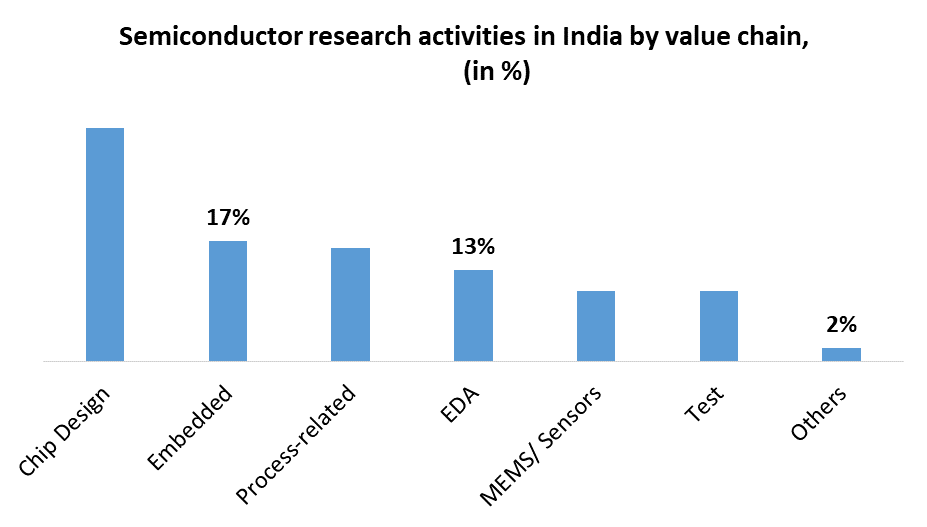 Semiconductor research activities in India by value chain,
(in %)
17%
13%
2%
Chip Design
Embedded
Process-related
EDA
MEMS/ Sensors
Test
Others